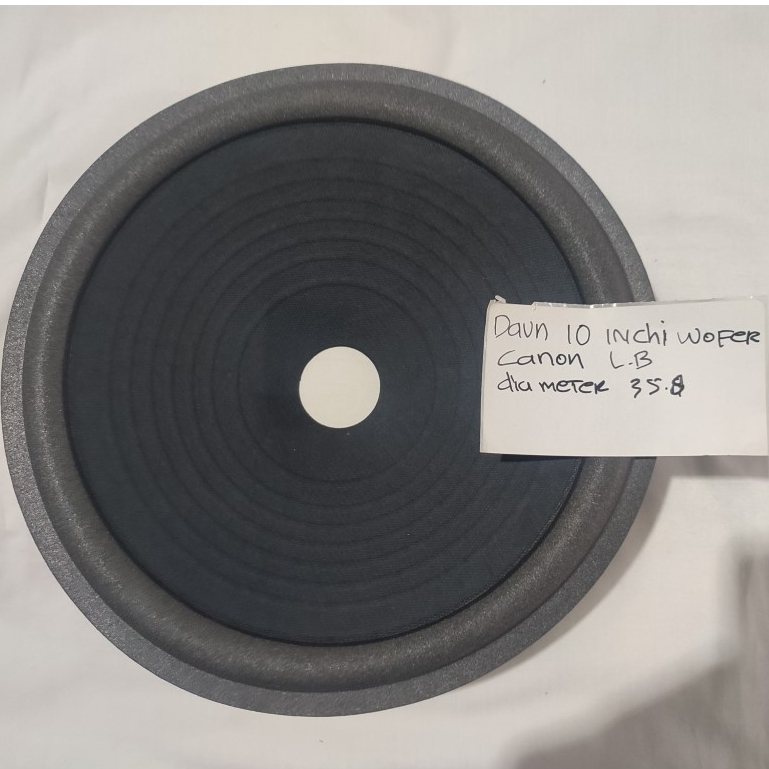 Daun 10 inchi wofer
canon L.B
diameter 35.8